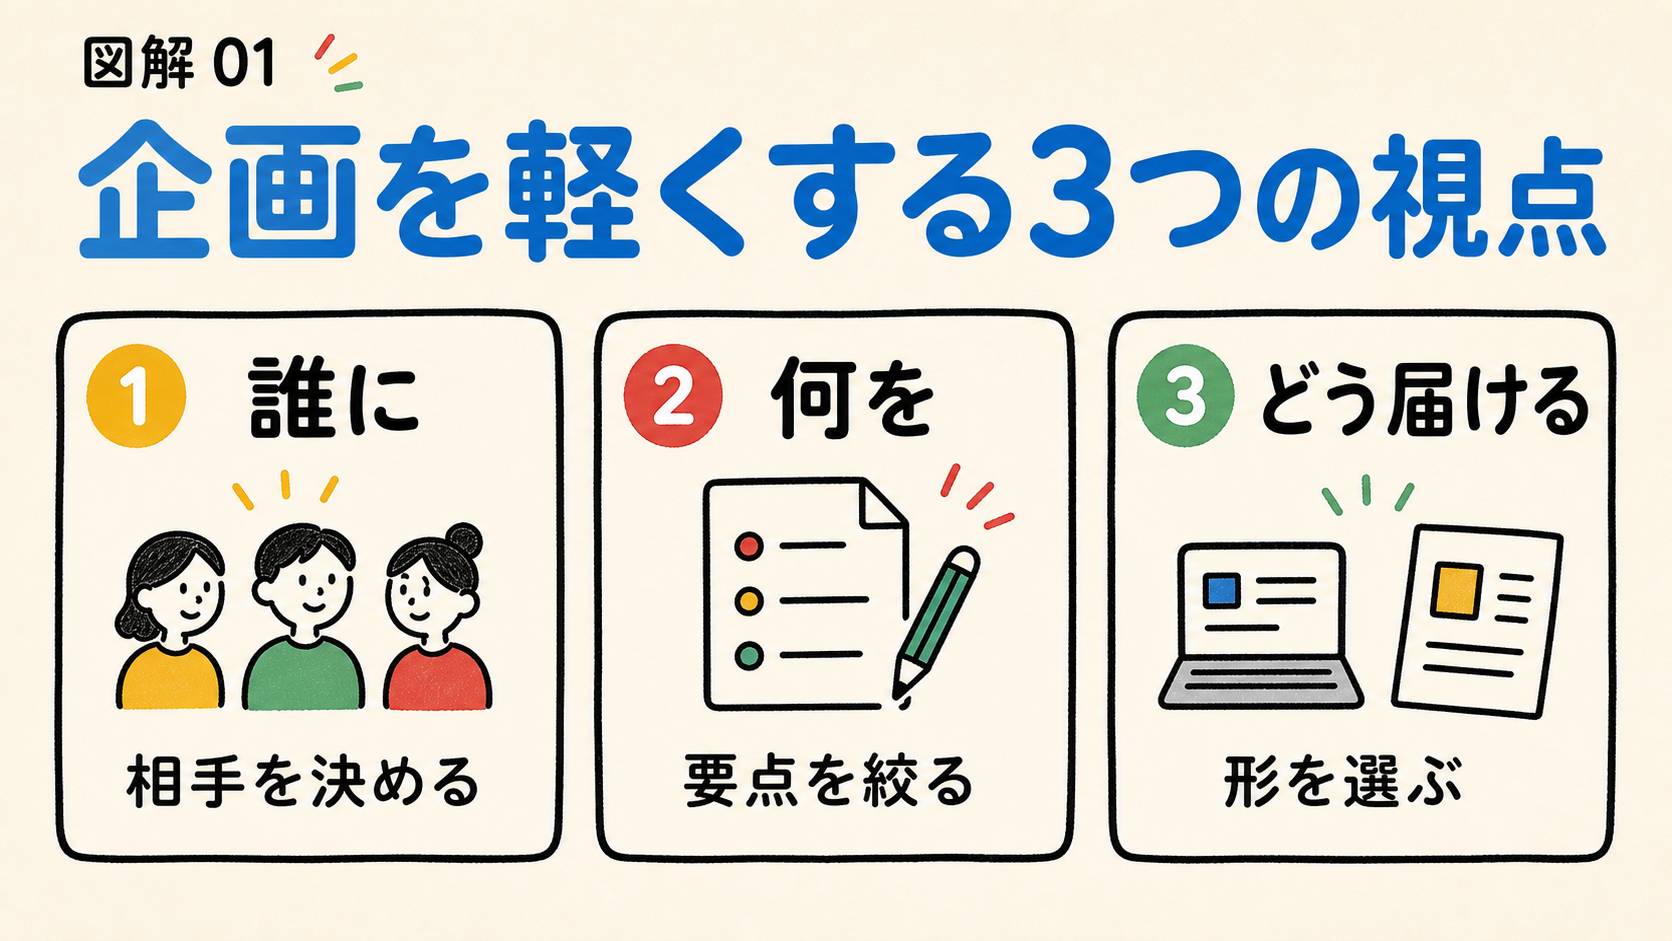 図解 01
企画を軽くする3つの視点
1 誰に
相手を決める
2 何を
要点を絞る
3 どう届ける
形を選ぶ